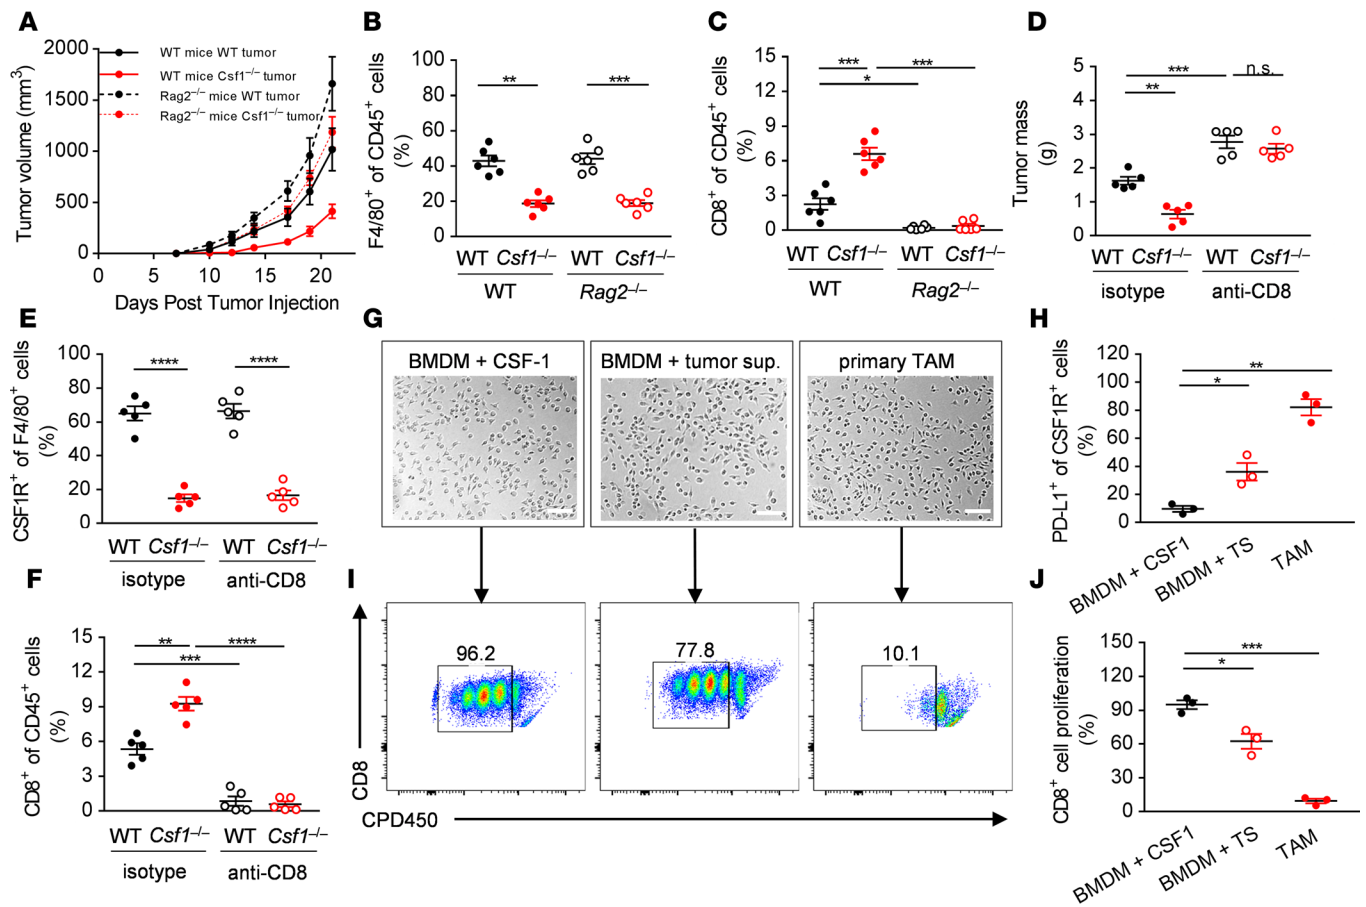 A
Tumor volume (mm³)
2000
1500
1000
500
0
WT mice WT tumor
WT mice Csf1⁻/⁻ tumor
Rag2⁻/⁻ mice WT tumor
Rag2⁻/⁻ mice Csf1⁻/⁻ tumor
0 5 10 15 20
Days Post Tumor Injection
B
F4/80⁺ of CD45⁺ cells
(%)
100
80
60
40
20
0
** ***
WT Csf1⁻/⁻ WT Csf1⁻/⁻
WT Rag2⁻/⁻
C
CD8⁺ of CD45⁺ cells
(%)
15
12
9
6
3
0
*** ***
*
WT Csf1⁻/⁻ WT Csf1⁻/⁻
WT Rag2⁻/⁻
D
Tumor mass
(g)
5
4
3
2
1
0
*** n.s.
**
WT Csf1⁻/⁻ WT Csf1⁻/⁻
isotype anti-CD8
E
CSF1R⁺ of F4/80⁺ cells
(%)
100
80
60
40
20
0
**** ****
WT Csf1⁻/⁻ WT Csf1⁻/⁻
isotype anti-CD8
F
CD8⁺ of CD45⁺ cells
(%)
15
12
9
6
3
0
** ****
***
WT Csf1⁻/⁻ WT Csf1⁻/⁻
isotype anti-CD8
G
BMDM + CSF-1
BMDM + tumor sup.
primary TAM
H
PD-L1⁺ of CSF1R⁺
(%)
120
100
80
60
40
20
0
**
*
BMDM + CSF1
BMDM + TS
TAM
I
CD8
96.2
77.8
10.1
CPD450
J
CD8⁺ cell proliferation
(%)
150
120
90
60
30
0
***
*
BMDM + CSF1
BMDM + TS
TAM